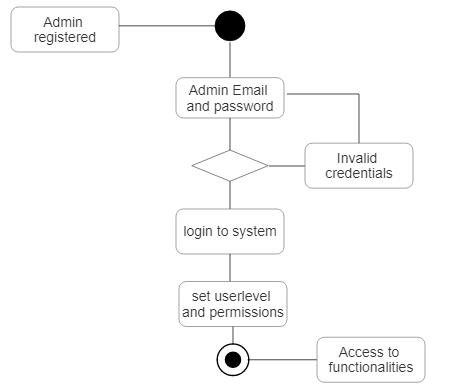 Admin
registered
Admin Email
and password
Invalid
credentials
login to system
set userlevel
and permissions
Access to
functionalities